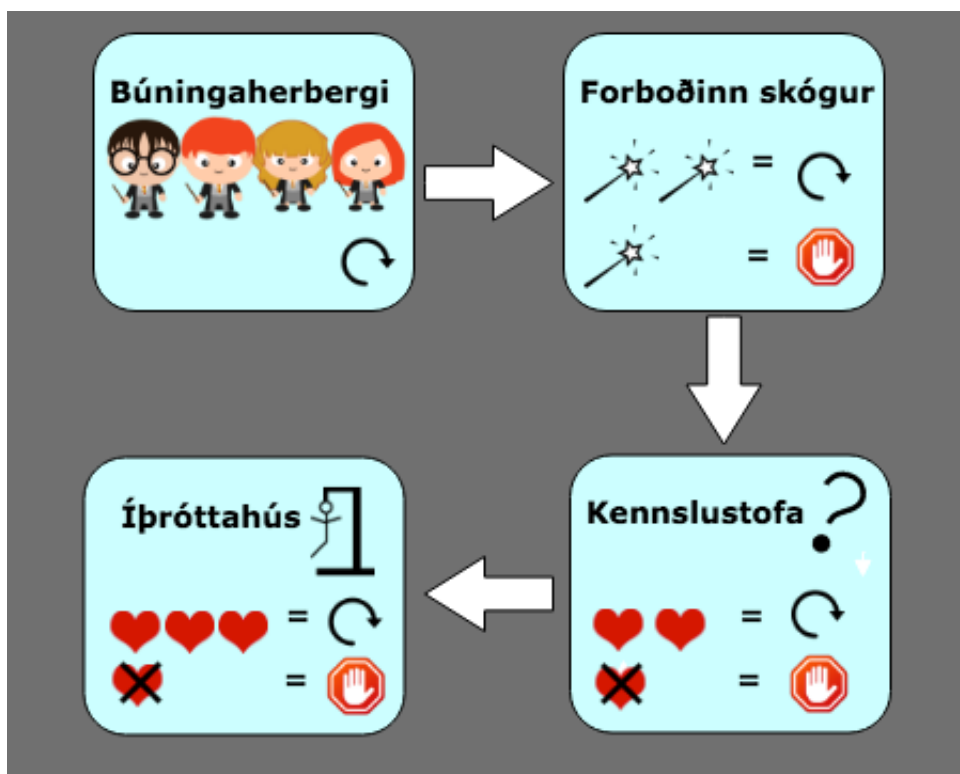 Búningaherbergi
Forboðinn skógur
=
=
Kennslustofa ?
=
=
Íþróttahús
=
=